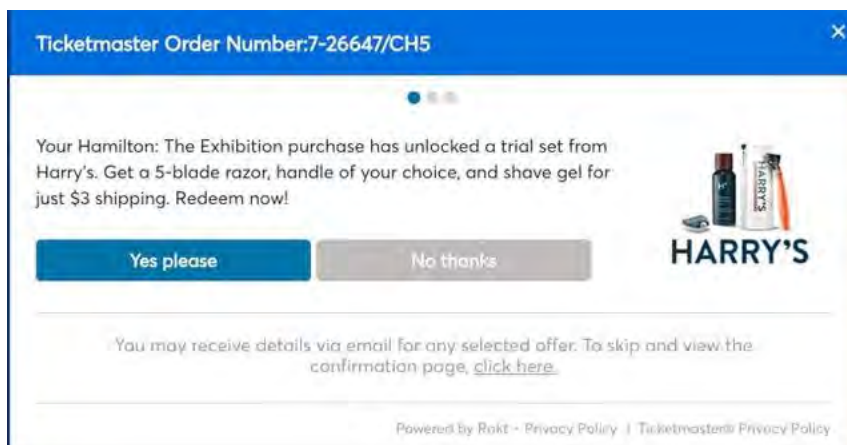 Ticketmaster Order Number:7-26647/CH5
×
Your Hamilton: The Exhibition purchase has unlocked a trial set from
Harry's. Get a 5-blade razor, handle of your choice, and shave gel for
just $3 shipping. Redeem now!
HARRY'S
HARRY'S
Yes please
No thanks
You may receive details via email for any selected offer. To skip and view the
confirmation page, click here.
Powered by Rokt - Privacy Policy | Ticketmaster® Privacy Policy